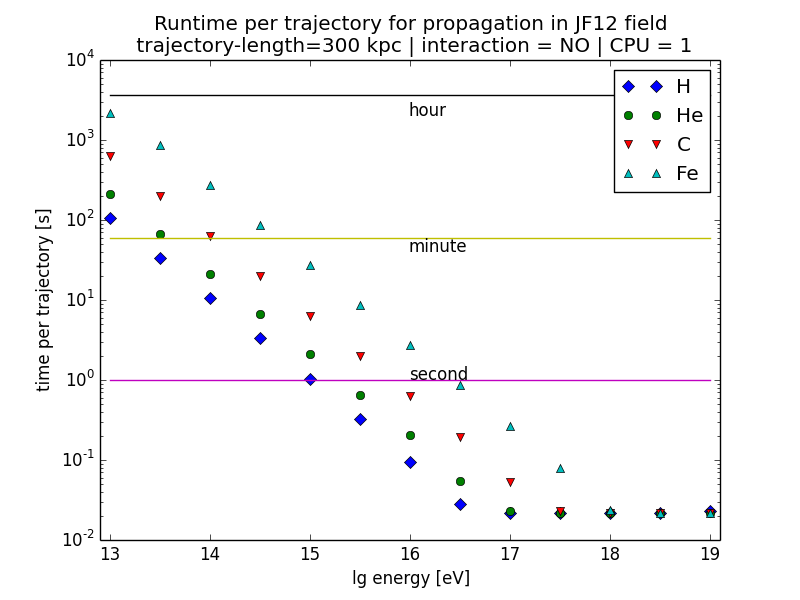 Runtime per trajectory for propagation in JF12 field
trajectory-length=300 kpc | interaction = NO | CPU = 1
10^4
10^3
10^2
10^1
10^0
10^-1
10^-2
time per trajectory [s]
hour
minute
second
H
He
C
Fe
13 14 15 16 17 18 19
lg energy [eV]